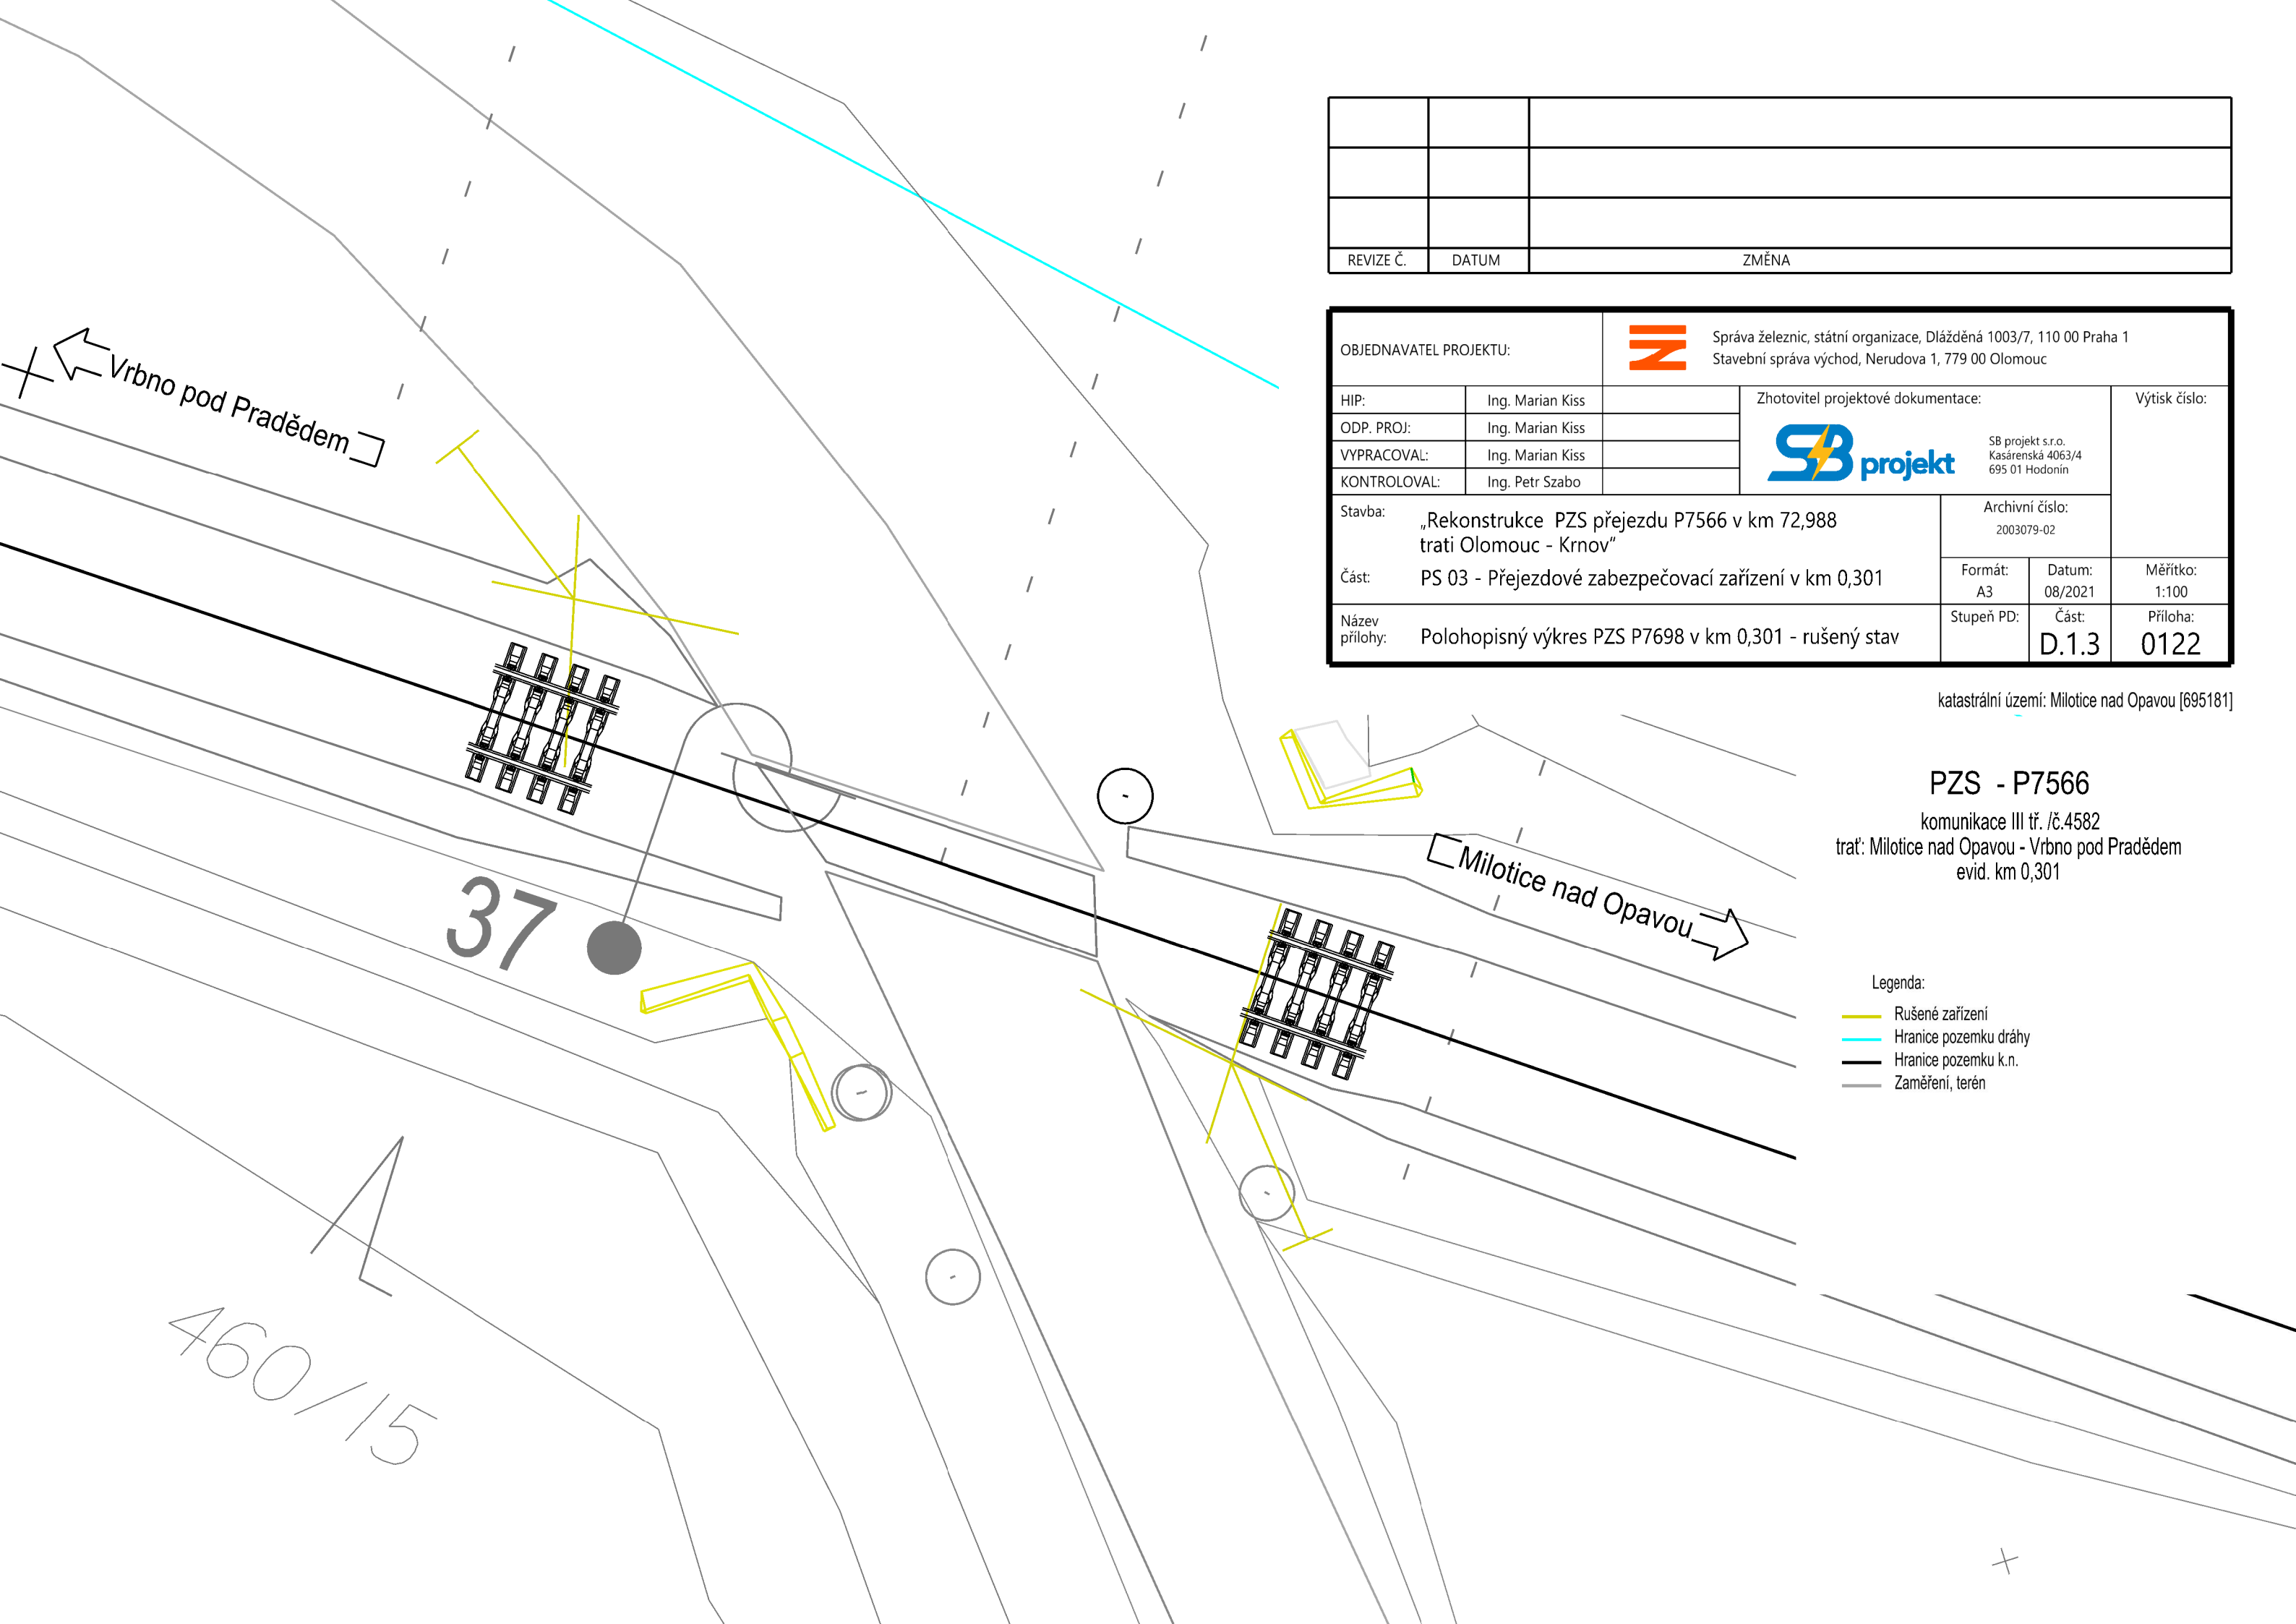 REVIZE Č. DATUM ZMĚNA
OBJEDNAVATEL PROJEKTU:
Správa železnic, státní organizace, Dlážděná 1003/7, 110 00 Praha 1
Stavební správa východ, Nerudova 1, 779 00 Olomouc
HIP: Ing. Marian Kiss
ODP. PROJ: Ing. Marian Kiss
VYPRACOVAL: Ing. Marian Kiss
KONTROLOVAL: Ing. Petr Szabo
Zhotovitel projektové dokumentace:
SB projekt
SB projekt s.r.o.
Kasárenská 4063/4
695 01 Hodonín
Výtisk číslo:
Stavba: „Rekonstrukce PZS přejezdu P7566 v km 72,988
trati Olomouc - Krnov“
Archivní číslo:
2003079-02
Část: PS 03 - Přejezdové zabezpečovací zařízení v km 0,301
Formát: Datum: Měřítko:
A3 08/2021 1:100
Název
přílohy: Polohopisný výkres PZS P7698 v km 0,301 - rušený stav
Stupeň PD: Část: Příloha:
D.1.3 0122
katastrální území: Milotice nad Opavou [695181]
PZS - P7566
komunikace III tř. /č.4582
trať: Milotice nad Opavou - Vrbno pod Pradědem
evid. km 0,301
Legenda:
Rušené zařízení
Hranice pozemku dráhy
Hranice pozemku k.n.
Zaměření, terén
Vrbno pod Pradědem
Milotice nad Opavou
37
460/15